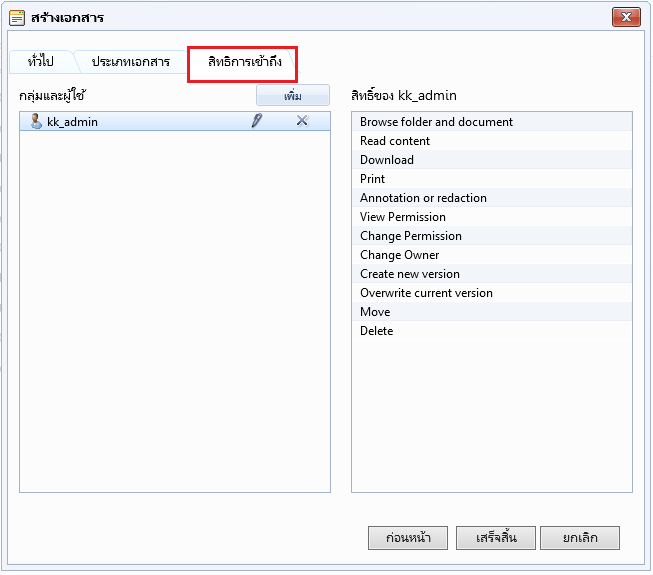 สร้างเอกสาร
ทั่วไป
ประเภทเอกสาร
สิทธิการเข้าถึง
กลุ่มและผู้ใช้
เพิ่ม
kk_admin
สิทธิ์ของ kk_admin
Browse folder and document
Read content
Download
Print
Annotation or redaction
View Permission
Change Permission
Change Owner
Create new version
Overwrite current version
Move
Delete
ก่อนหน้า
เสร็จสิ้น
ยกเลิก